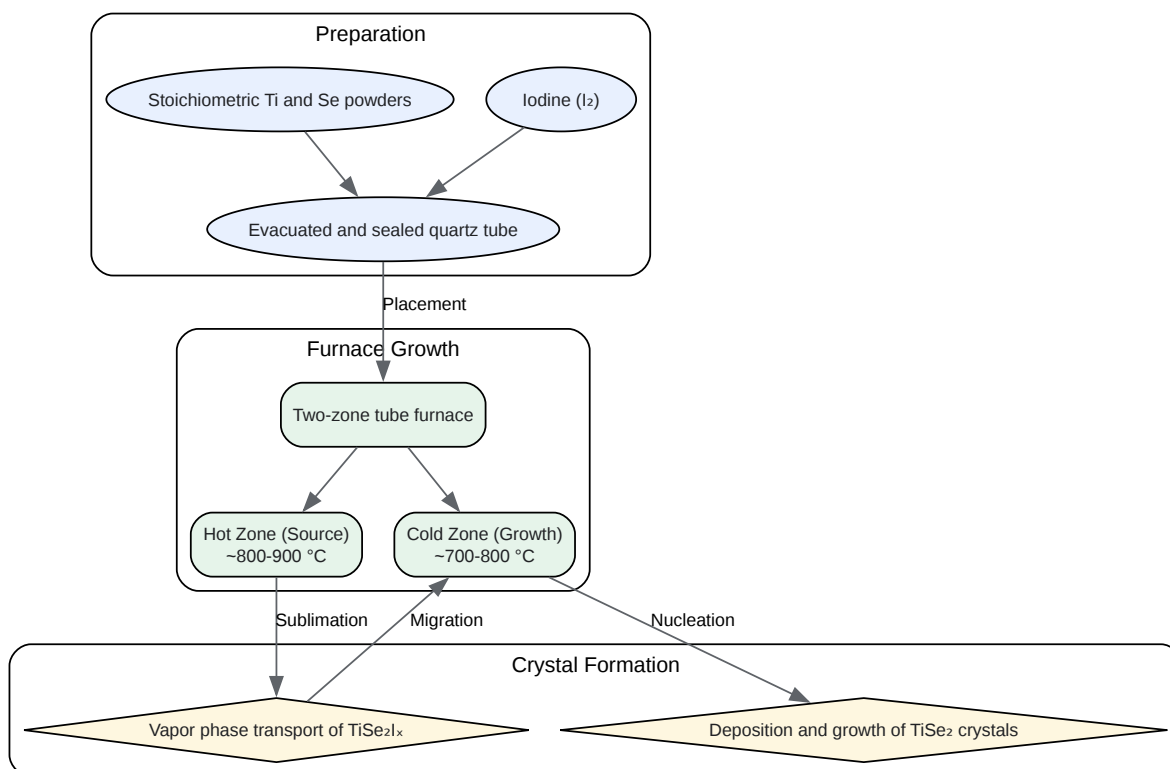 Preparation
Stoichiometric Ti and Se powders
Iodine (I₂)
Evacuated and sealed quartz tube
Placement
Furnace Growth
Two-zone tube furnace
Hot Zone (Source)
~800-900 °C
Cold Zone (Growth)
~700-800 °C
Sublimation
Migration
Nucleation
Crystal Formation
Vapor phase transport of TiSe₂Iₓ
Deposition and growth of TiSe₂ crystals